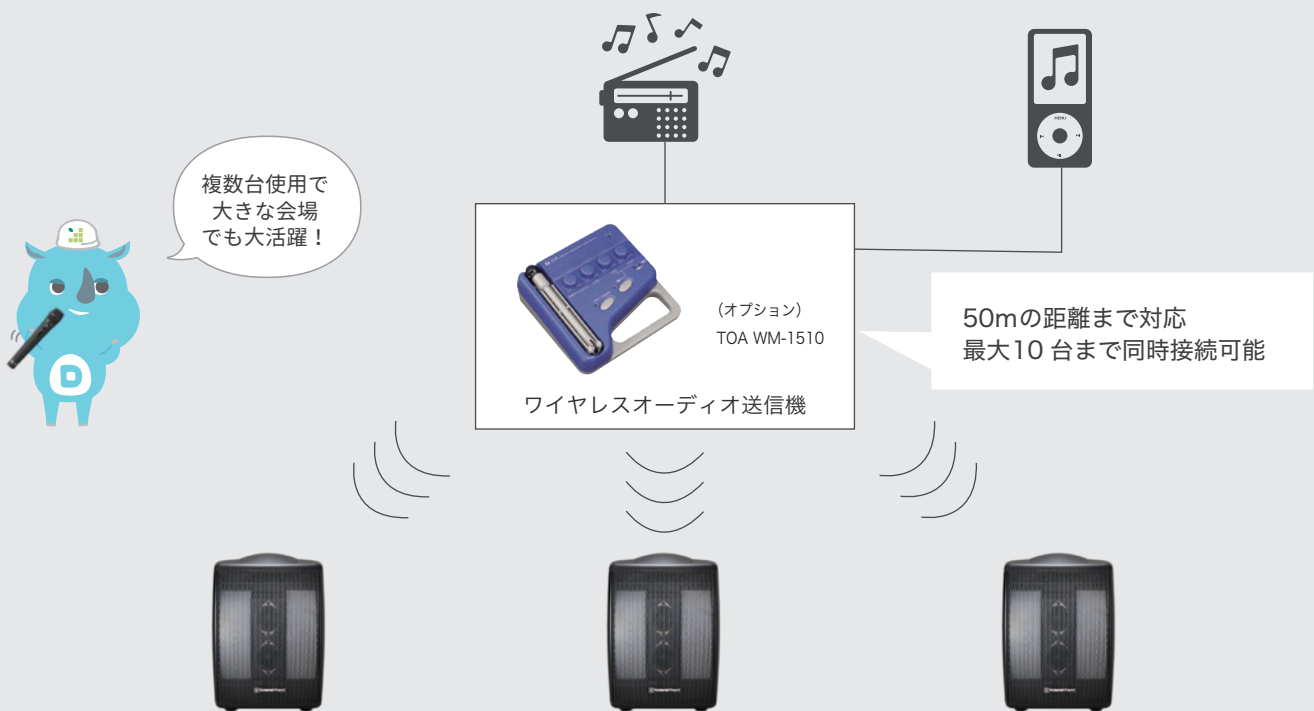 MENU
複数台使用で
大きな会場
でも大活躍！
（オプション）
TOA WM-1510
ワイヤレスオーディオ送信機
50mの距離まで対応
最大10 台まで同時接続可能
D